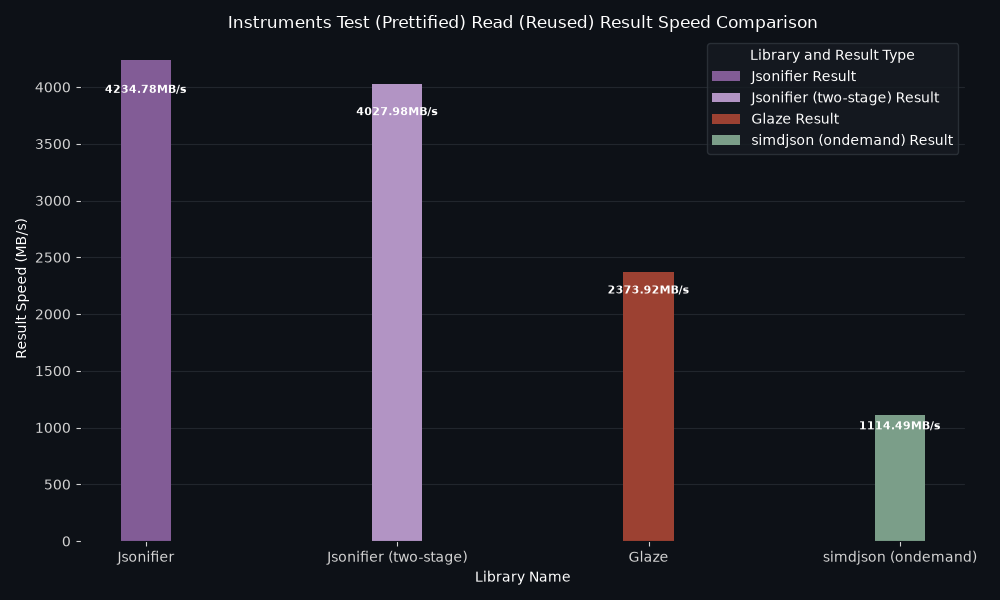 Instruments Test (Prettified) Read (Reused) Result Speed Comparison
Library and Result Type
Jsonifier Result
Jsonifier (two-stage) Result
Glaze Result
simdjson (ondemand) Result
Result Speed (MB/s)
4000
3500
3000
2500
2000
1500
1000
500
0
4234.78MB/s
4027.98MB/s
2373.92MB/s
1114.49MB/s
Jsonifier
Jsonifier (two-stage)
Glaze
simdjson (ondemand)
Library Name